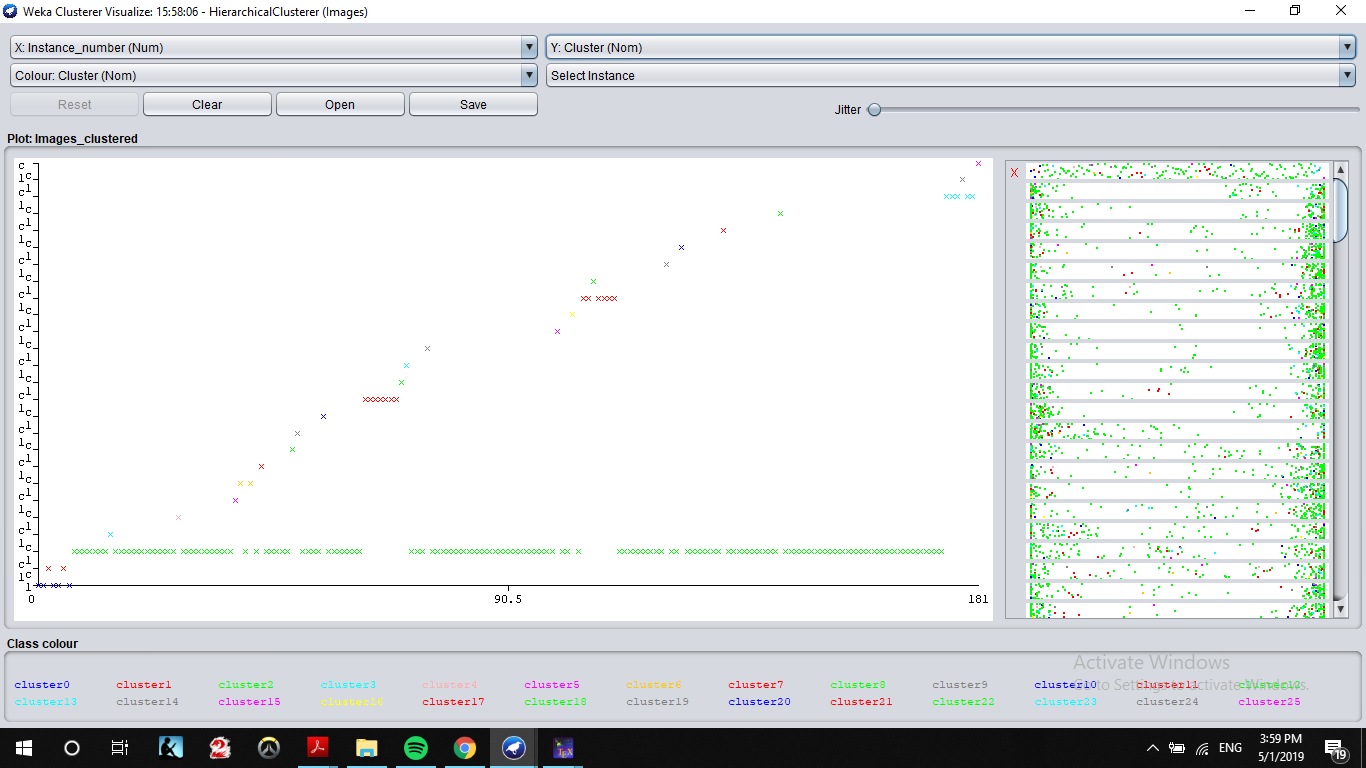 Weka Clusterer Visualize: 15:58:06 - HierarchicalClusterer (Images)
X: Instance_number (Num) Y: Cluster (Nom)
Colour: Cluster (Nom) Select Instance
Reset Clear Open Save Jitter
Plot: Images_clustered
X
0 90.5 181
Class colour
Activate Windows
cluster0 cluster1 cluster2 cluster3 cluster4 cluster5 cluster6 cluster7 cluster8 cluster9 cluster10 cluster11 cluster12
Go to Settings to activate Windows.
cluster13 cluster14 cluster15 cluster16 cluster17 cluster18 cluster19 cluster20 cluster21 cluster22 cluster23 cluster24 cluster25
ENG
3:59 PM
5/1/2019
19